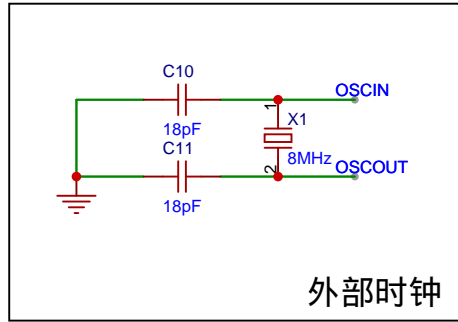 C10
18pF
C11
18pF
OSCIN
1
X1
8MHz
2
OSCOUT
外部时钟